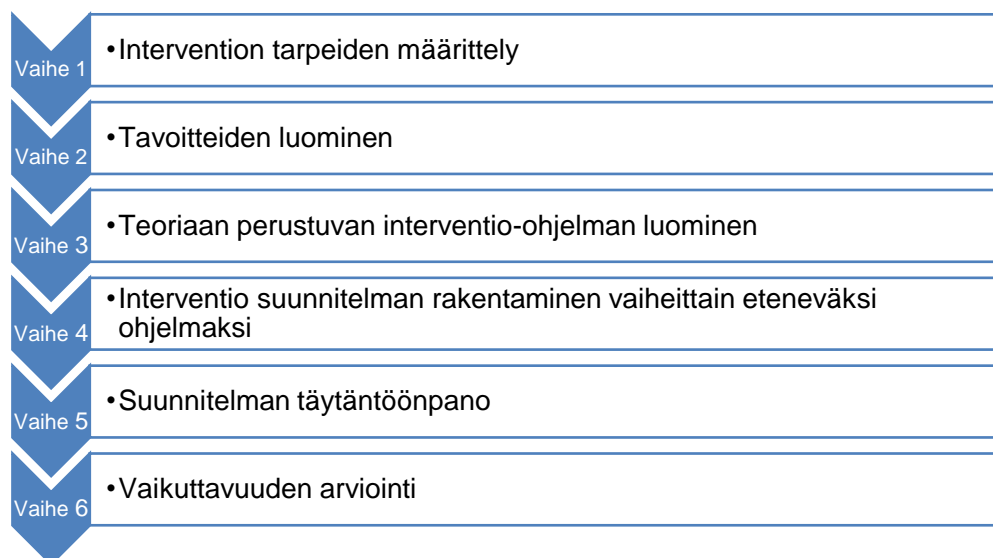 Vaihe 1
•Intervention tarpeiden määrittely
Vaihe 2
•Tavoitteiden luominen
Vaihe 3
•Teoriaan perustuvan interventio-ohjelman luominen
Vaihe 4
•Interventio suunnitelman rakentaminen vaiheittain eteneväksi
ohjelmaksi
Vaihe 5
•Suunnitelman täytäntöönpano
Vaihe 6
•Vaikuttavuuden arviointi